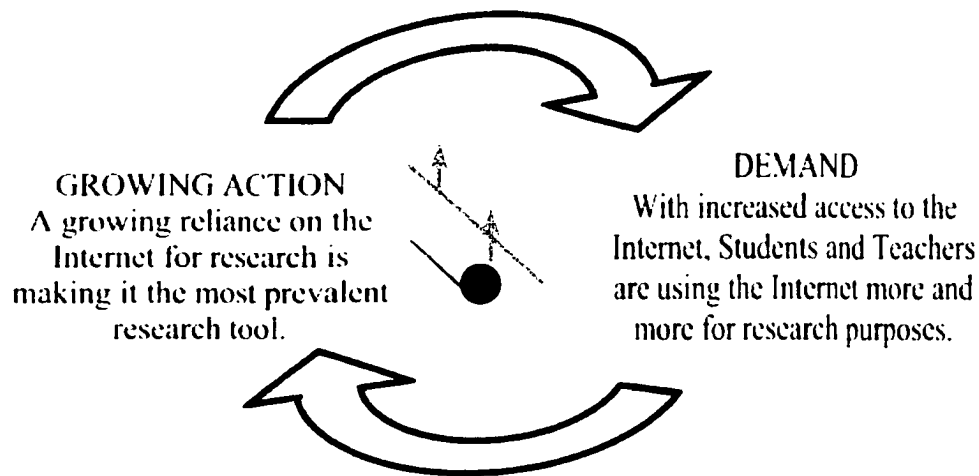 GROWING ACTION
A growing reliance on the
Internet for research is
making it the most prevalent
research tool.
DEMAND
With increased access to the
Internet, Students and Teachers
are using the Internet more and
more for research purposes.